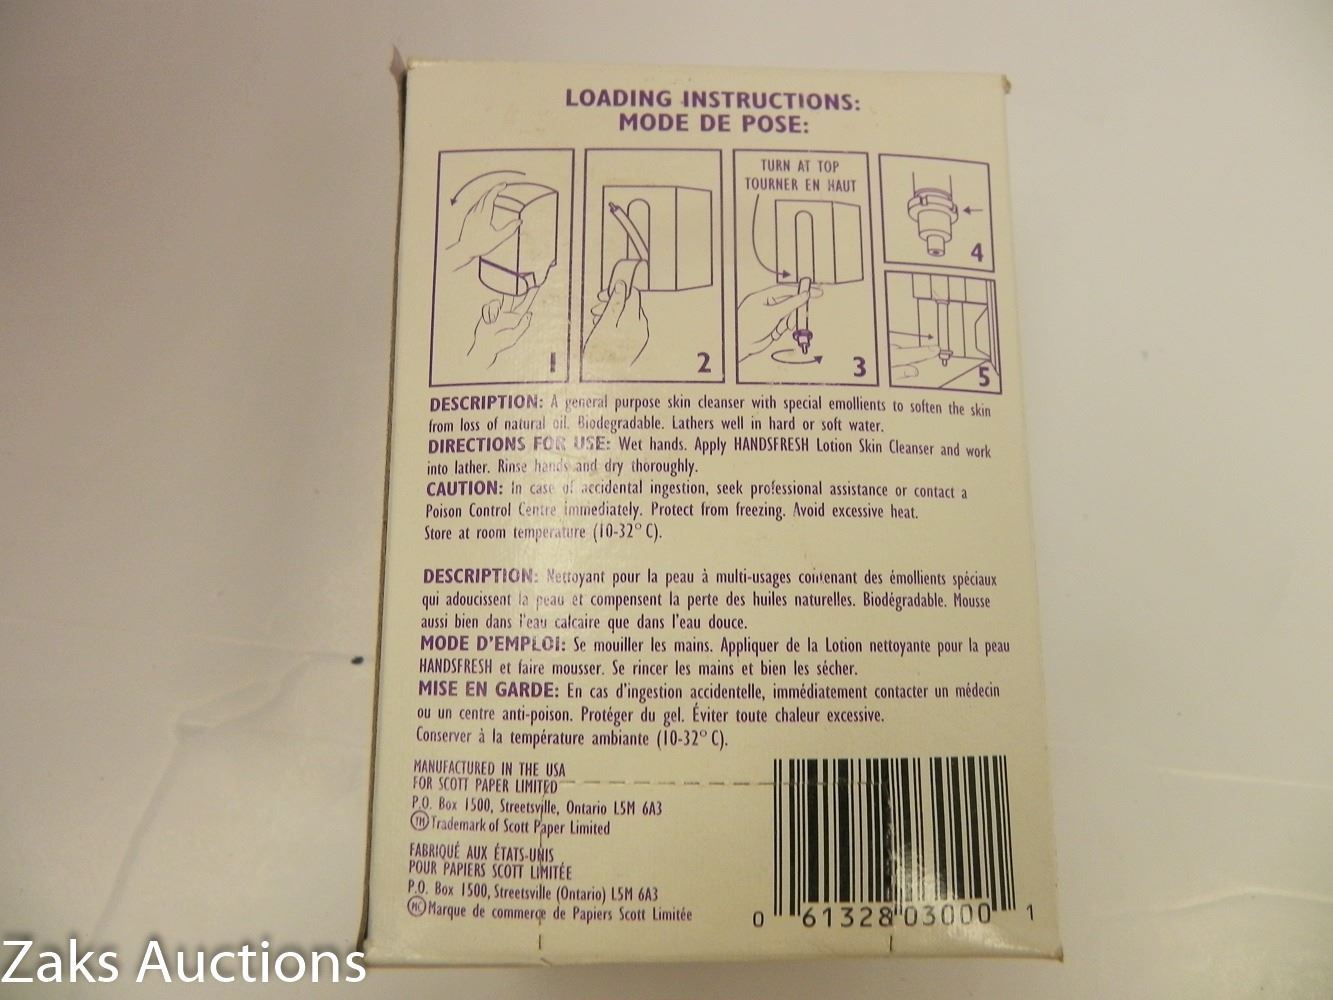 LOADING INSTRUCTIONS:
MODE DE POSE:
TURN AT TOP
TOURNER EN HAUT
1
2
3
4
5
DESCRIPTION: A general purpose skin cleanser with special emollients to soften the skin
from loss of natural oil. Biodegradable. Lathers well in hard or soft water.
DIRECTIONS FOR USE: Wet hands. Apply HANDSFRESH Lotion Skin Cleanser and work
into lather. Rinse hands and dry thoroughly.
CAUTION: In case of accidental ingestion, seek professional assistance or contact a
Poison Control Centre immediately. Protect from freezing. Avoid excessive heat.
Store at room temperature (10-32° C).
DESCRIPTION: Nettoyant pour la peau à multi-usages contenant des émollients spéciaux
qui adoucissent la peau et compensent la perte des huiles naturelles. Biodégradable. Mousse
aussi bien dans l'eau calcaire que dans l'eau douce.
MODE D'EMPLOI: Se mouiller les mains. Appliquer de la Lotion nettoyante pour la peau
HANDSFRESH et faire mousser. Se rincer les mains et bien les sécher.
MISE EN GARDE: En cas d'ingestion accidentelle, immédiatement contacter un médecin
ou un centre anti-poison. Protéger du gel. Éviter toute chaleur excessive.
Conserver à la température ambiante (10-32° C).
MANUFACTURED IN THE USA
FOR SCOTT PAPER LIMITED
P.O. Box 1500, Streetsville, Ontario L5M 6A3
TM Trademark of Scott Paper Limited
FABRIQUÉ AUX ÉTATS-UNIS
POUR PAPIERS SCOTT LIMITÉE
P.O. Box 1500, Streetsville (Ontario) L5M 6A3
MC Marque de commerce de Papiers Scott Limitée
0 61328 03000 1
Zaks Auctions